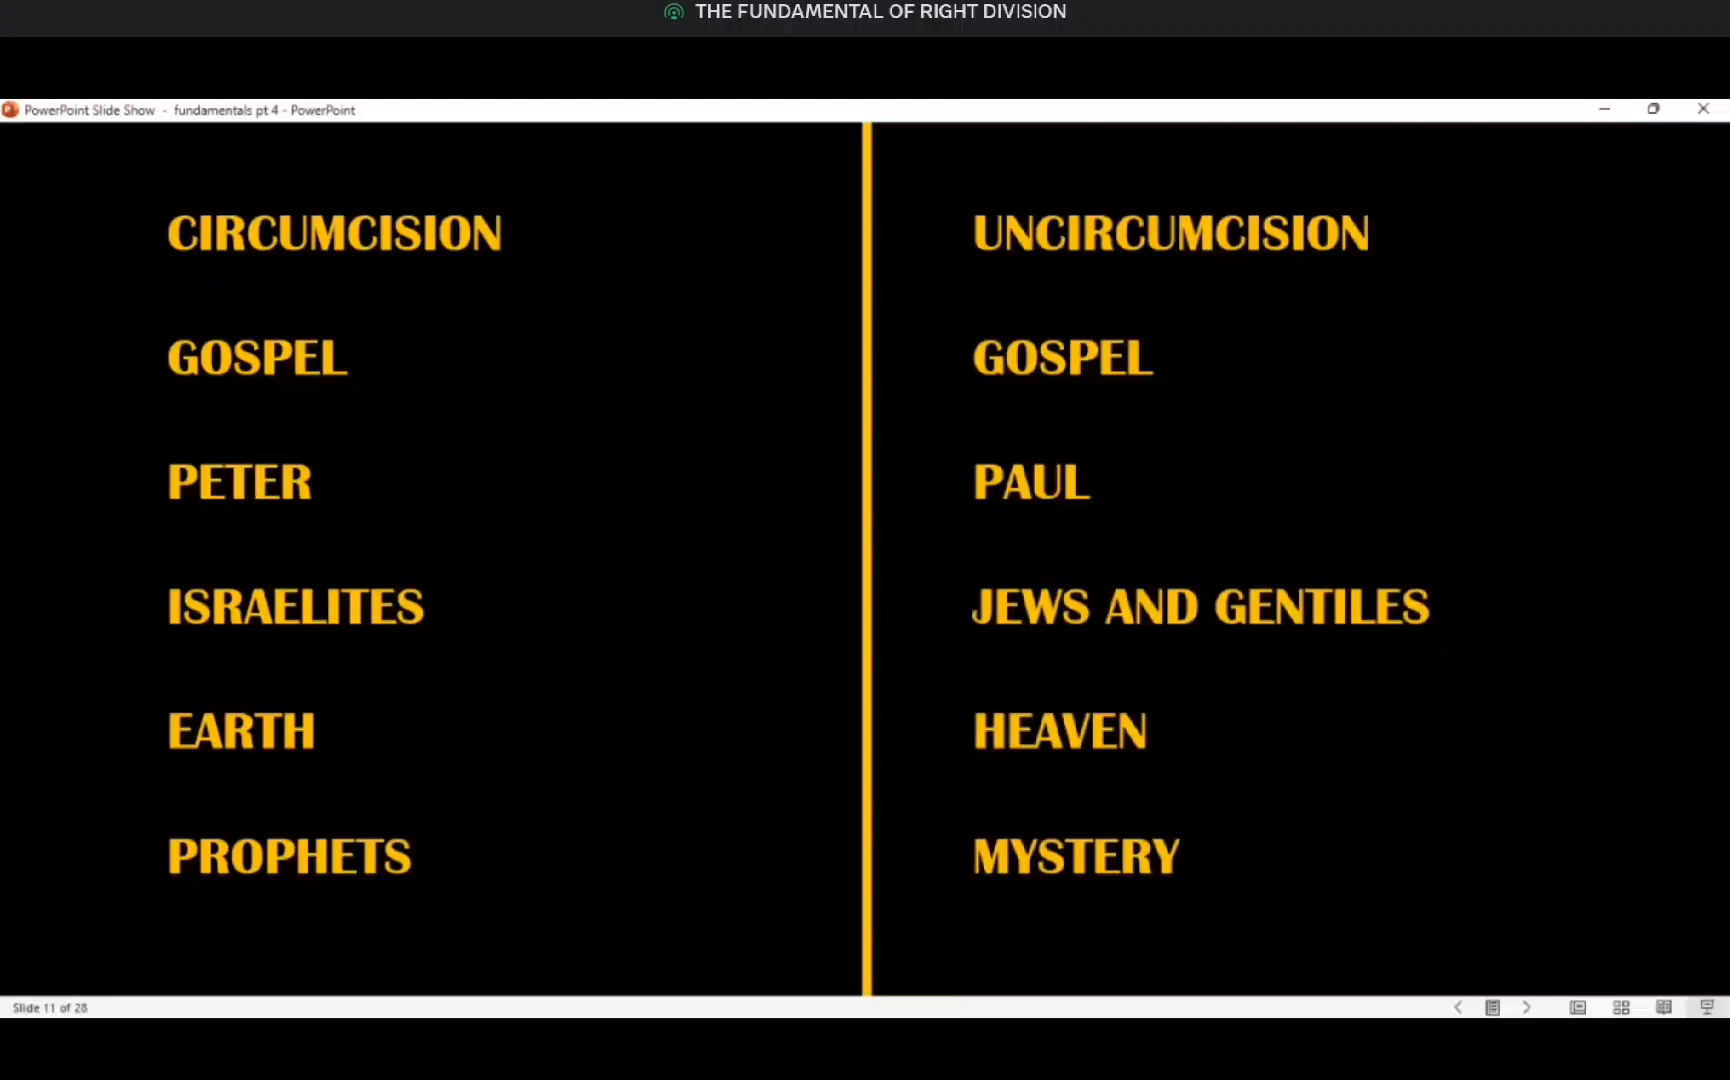 THE FUNDAMENTAL OF RIGHT DIVISION
PowerPoint Slide Show - fundamentals pt 4 - PowerPoint
CIRCUMCISION
GOSPEL
PETER
ISRAELITES
EARTH
PROPHETS
UNCIRCUMCISION
GOSPEL
PAUL
JEWS AND GENTILES
HEAVEN
MYSTERY
Slide 11 of 28